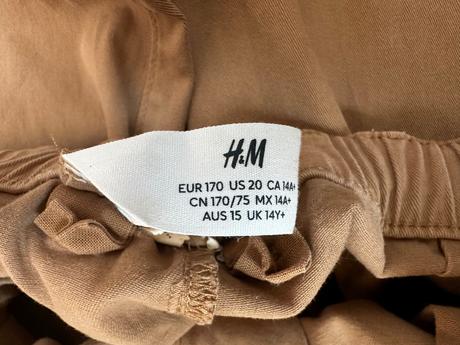 H&M
EUR 170 US 20 CA 14A+
CN 170/75 MX 14A+
AUS 15 UK 14Y+